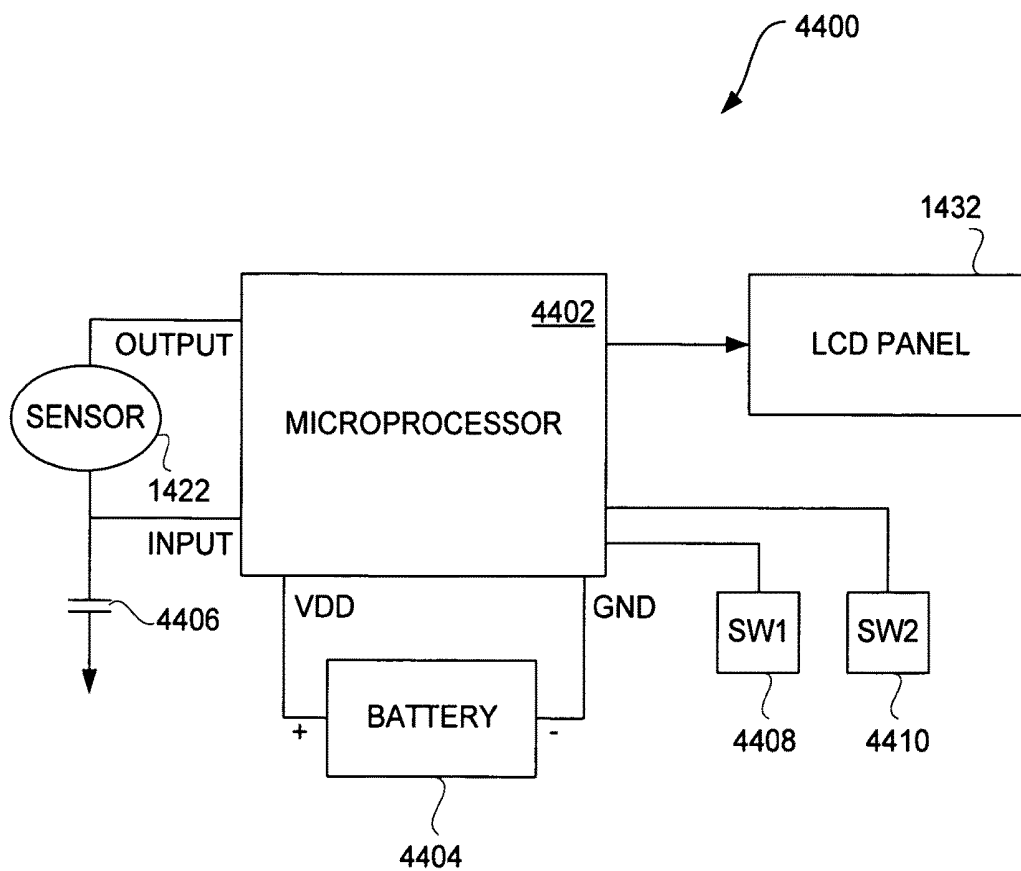 4400
1432
4402
OUTPUT
LCD PANEL
SENSOR
MICROPROCESSOR
1422
INPUT
4406
VDD
GND
SW1
SW2
BATTERY
+
-
4408
4410
4404